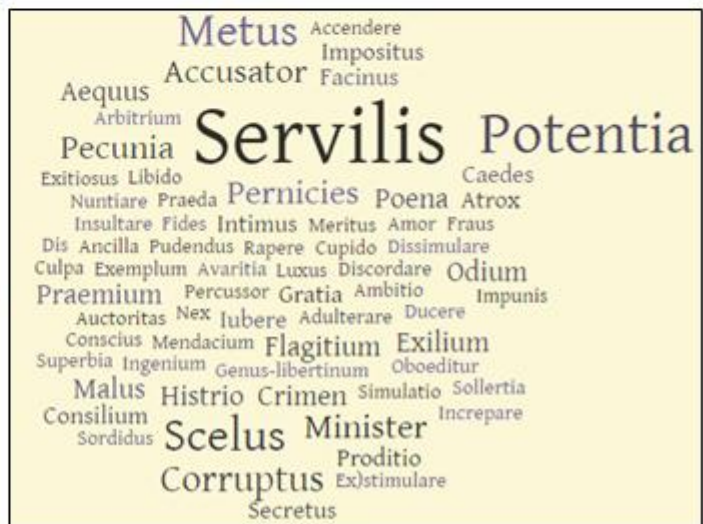 Metus Accendere
Impositus
Accusator Facinus
Aequus
Arbitrium
Servilis Potentia
Pecunia
Exitiosus Libido Caedes
Nuntiare Praeda Pernicies Poena Atrox
Insultare Fides Intimus Meritus Amor Fraus
Dis Ancilla Pudendus Rapere Cupido Dissimulare
Culpa Exemplum Avaritia Luxus Discordare Odium
Praemium Percussor Gratia Ambitio Impunis
Auctoritas Nex Iubere Adulterare Ducere
Conscius Mendacium Flagitium Exilium
Superbia Ingenium Genus-libertinum Oboeditur
Malus Histrio Crimen Simulatio Sollertia
Consilium Increpare
Sordidus Scelus Minister
Proditio
Corruptus Ex)stimulare
Secretus